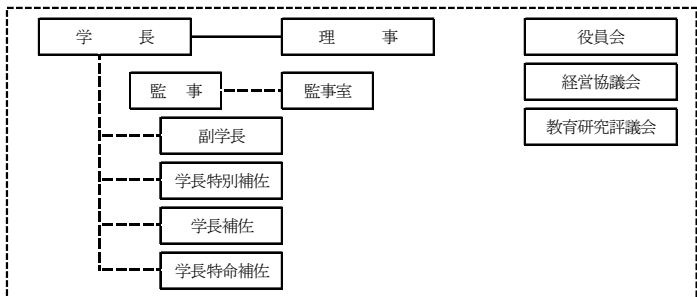 学　　長
理　　事
役員会
監　事
監事室
経営協議会
教育研究評議会
副学長
学長特別補佐
学長補佐
学長特命補佐